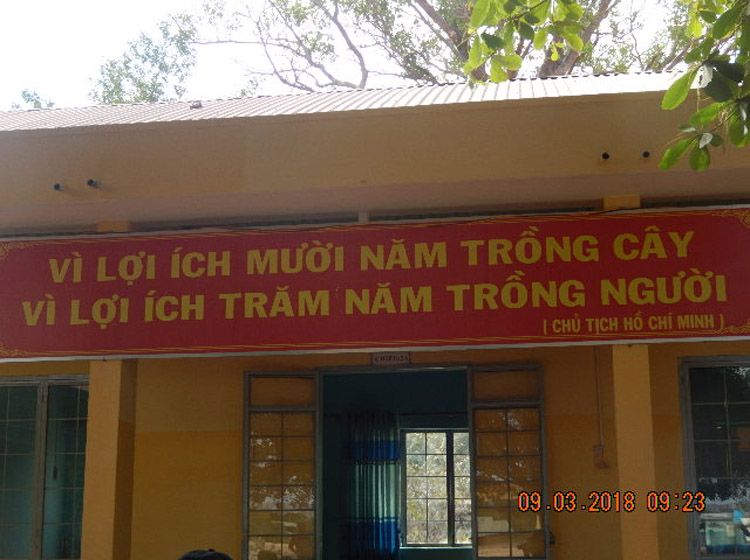 VÌ LỢI ÍCH MƯỜI NĂM TRỒNG CÂY
VÌ LỢI ÍCH TRĂM NĂM TRỒNG NGƯỜI
( CHỦ TỊCH HỒ CHÍ MINH )
09.03.2018 09:23